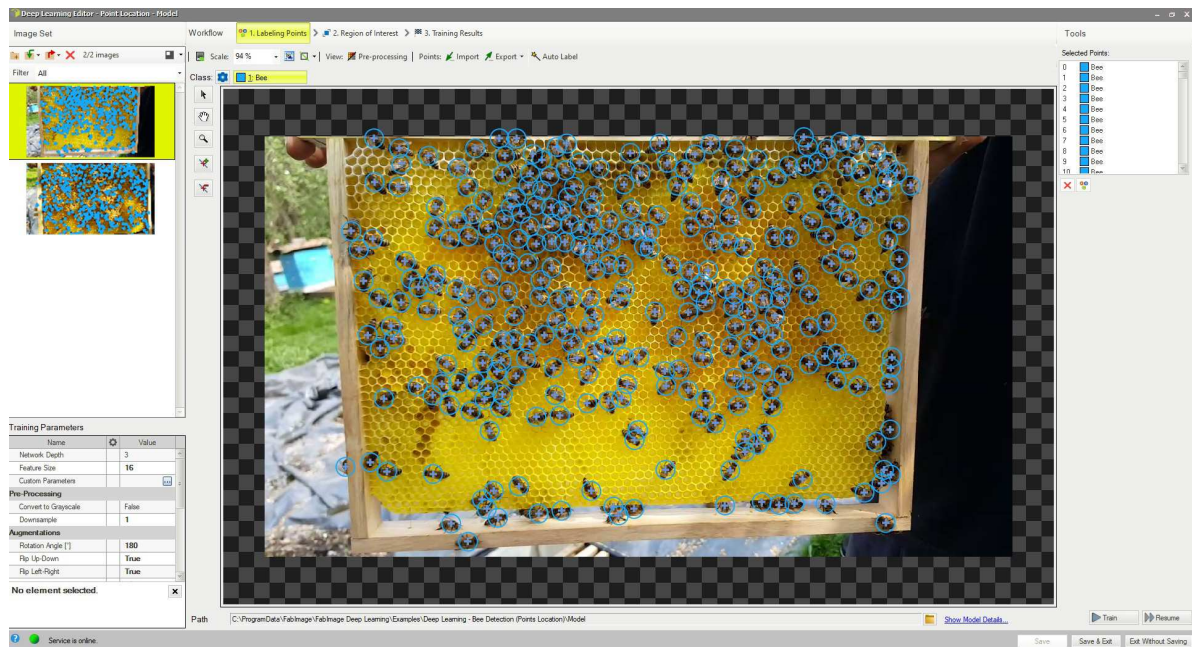 Deep Learning Editor - Point Location - Model
Image Set
Workflow
1. Labeling Points
2. Region of Interest
3. Training Results
Tools
2/2 images
Scale: 94 %
View: Pre-processing
Points: Import
Export
Auto Label
Selected Points:
Filter All
Class: 1: Bee
0 Bee
1 Bee
2 Bee
3 Bee
4 Bee
5 Bee
6 Bee
7 Bee
8 Bee
9 Bee
10 Bee
Training Parameters
Name Value
Network Depth 3
Feature Size 16
Custom Parameters ...
Pre-Processing
Convert to Grayscale False
Downsample 1
Augmentations
Rotation Angle [°] 180
Flip Up-Down True
Flip Left-Right True
No element selected.
Path C:\ProgramData\FabImage\FabImage Deep Learning\Examples\Deep Learning - Bee Detection (Points Location)\Model
Show Model Details...
Train
Resume
Service is online.
Save
Save & Exit
Exit Without Saving